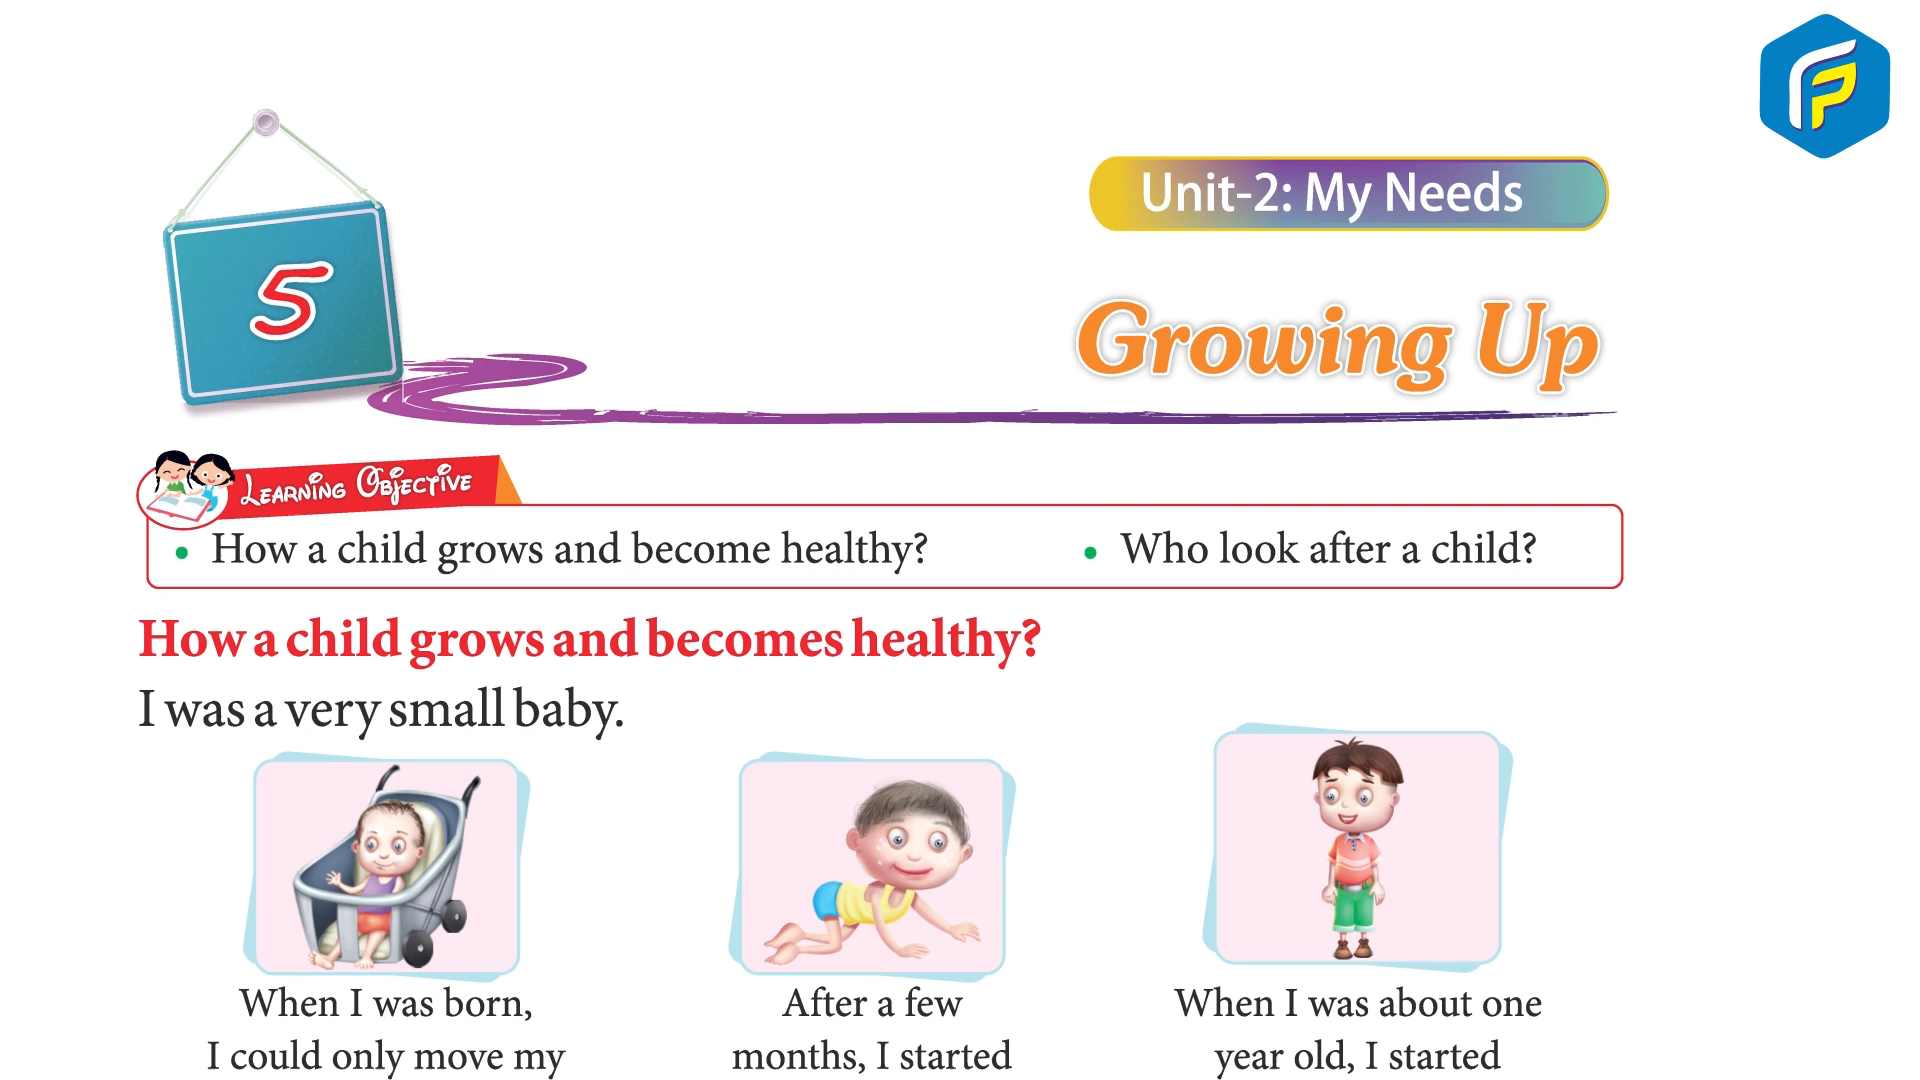 Unit-2: My Needs
5
Growing Up
Learning Objective
• How a child grows and become healthy?
• Who look after a child?
How a child grows and becomes healthy?
I was a very small baby.
When I was born,
I could only move my
After a few
months, I started
When I was about one
year old, I started